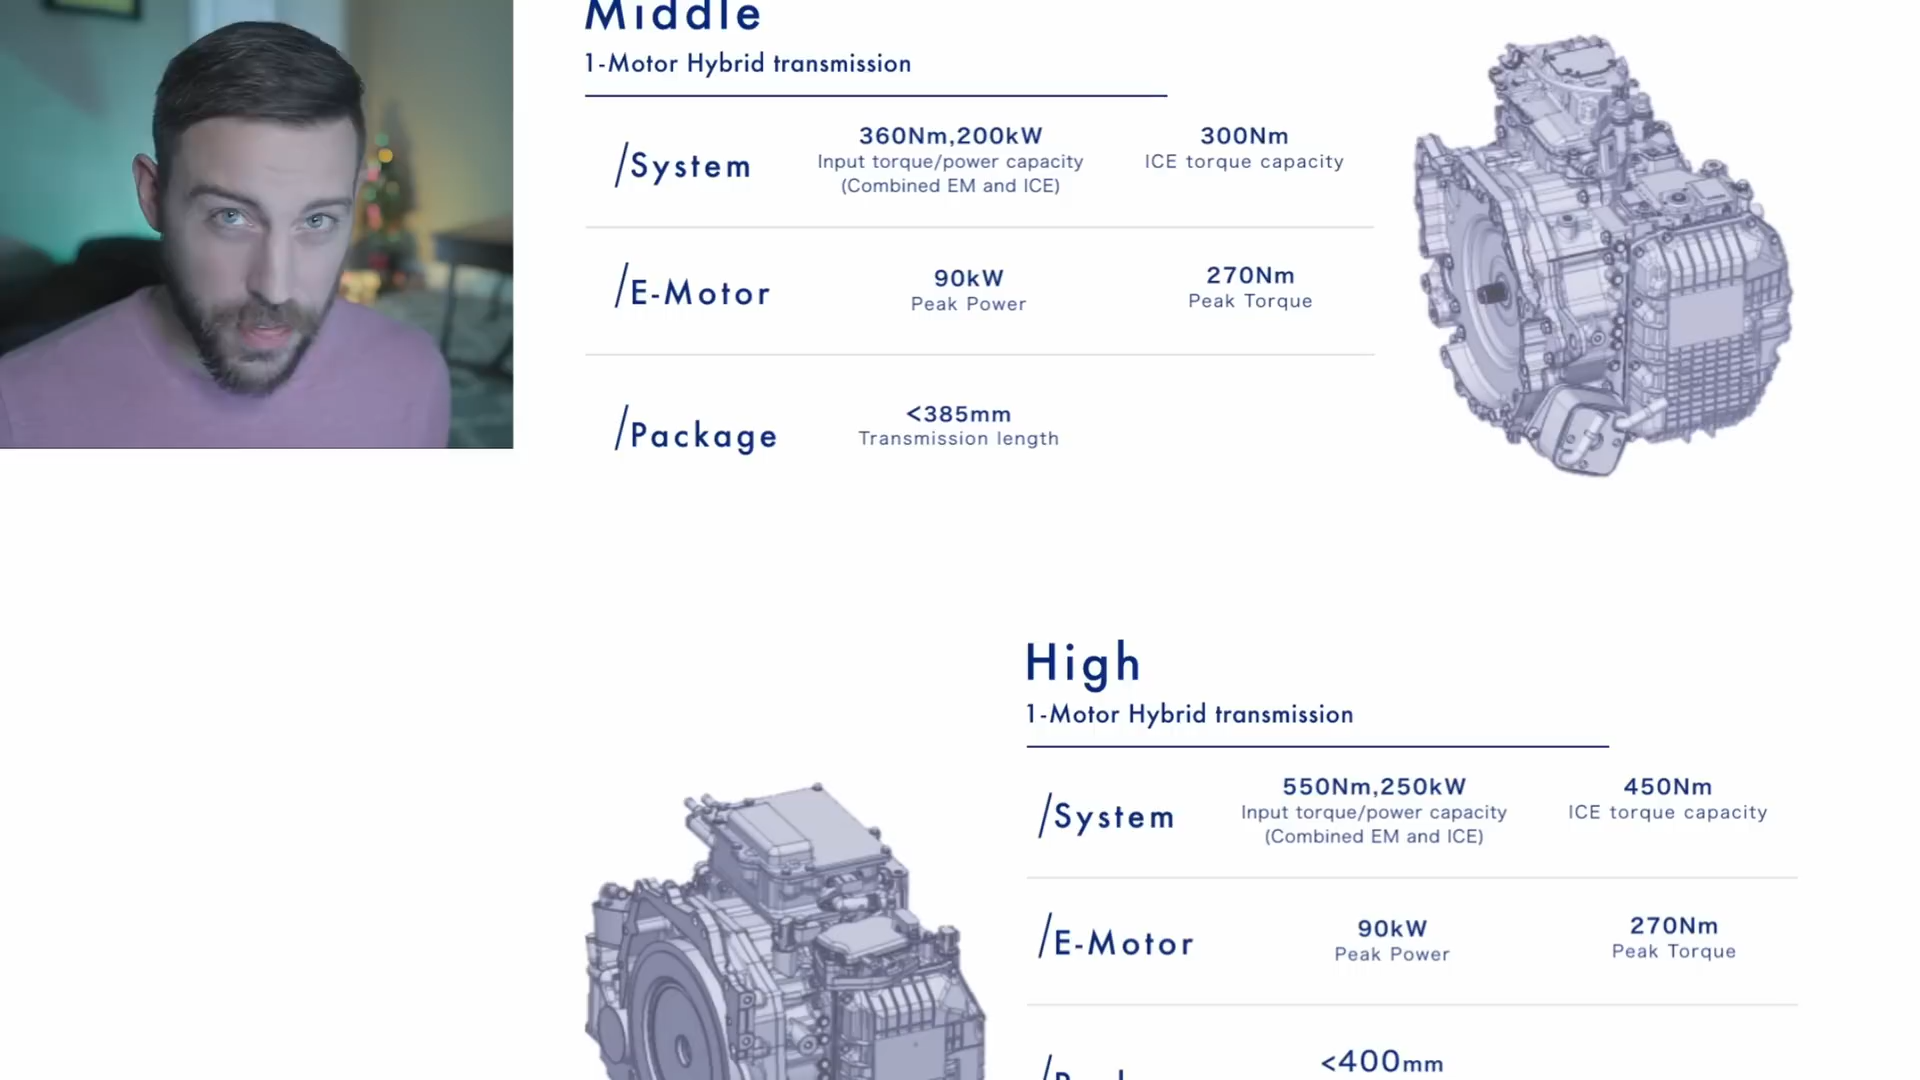 Middle
1-Motor Hybrid transmission
/System
360Nm,200kW
Input torque/power capacity
(Combined EM and ICE)
300Nm
ICE torque capacity
/E-Motor
90kW
Peak Power
270Nm
Peak Torque
/Package
<385mm
Transmission length
High
1-Motor Hybrid transmission
/System
550Nm,250kW
Input torque/power capacity
(Combined EM and ICE)
450Nm
ICE torque capacity
/E-Motor
90kW
Peak Power
270Nm
Peak Torque
<400mm